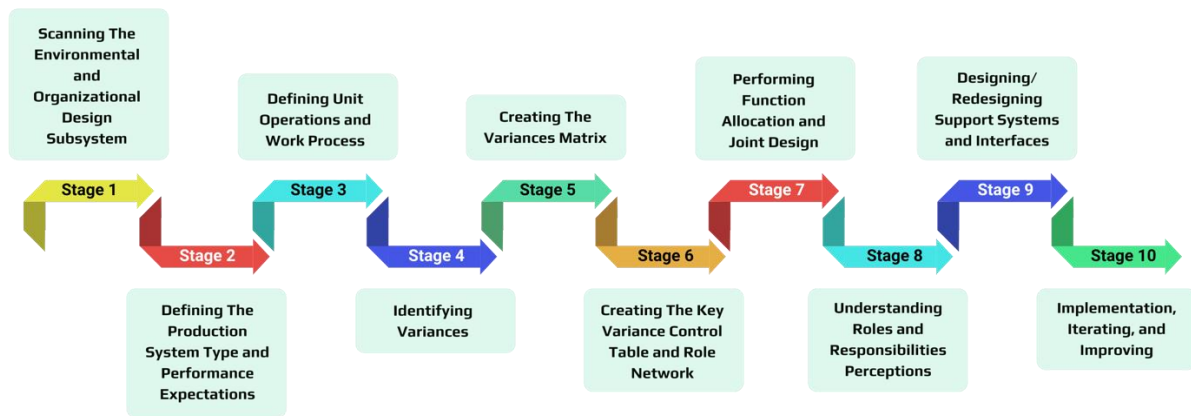 Scanning The
Environmental
and
Organizational
Design
Subsystem
Stage 1
Stage 2
Defining The
Production
System Type and
Performance
Expectations
Defining Unit
Operations and
Work Process
Stage 3
Stage 4
Identifying
Variances
Creating The
Variances Matrix
Stage 5
Stage 6
Creating The Key
Variance Control
Table and Role
Network
Performing
Function
Allocation and
Joint Design
Stage 7
Stage 8
Understanding
Roles and
Responsibilities
Perceptions
Designing/
Redesigning
Support Systems
and Interfaces
Stage 9
Stage 10
Implementation,
Iterating, and
Improving